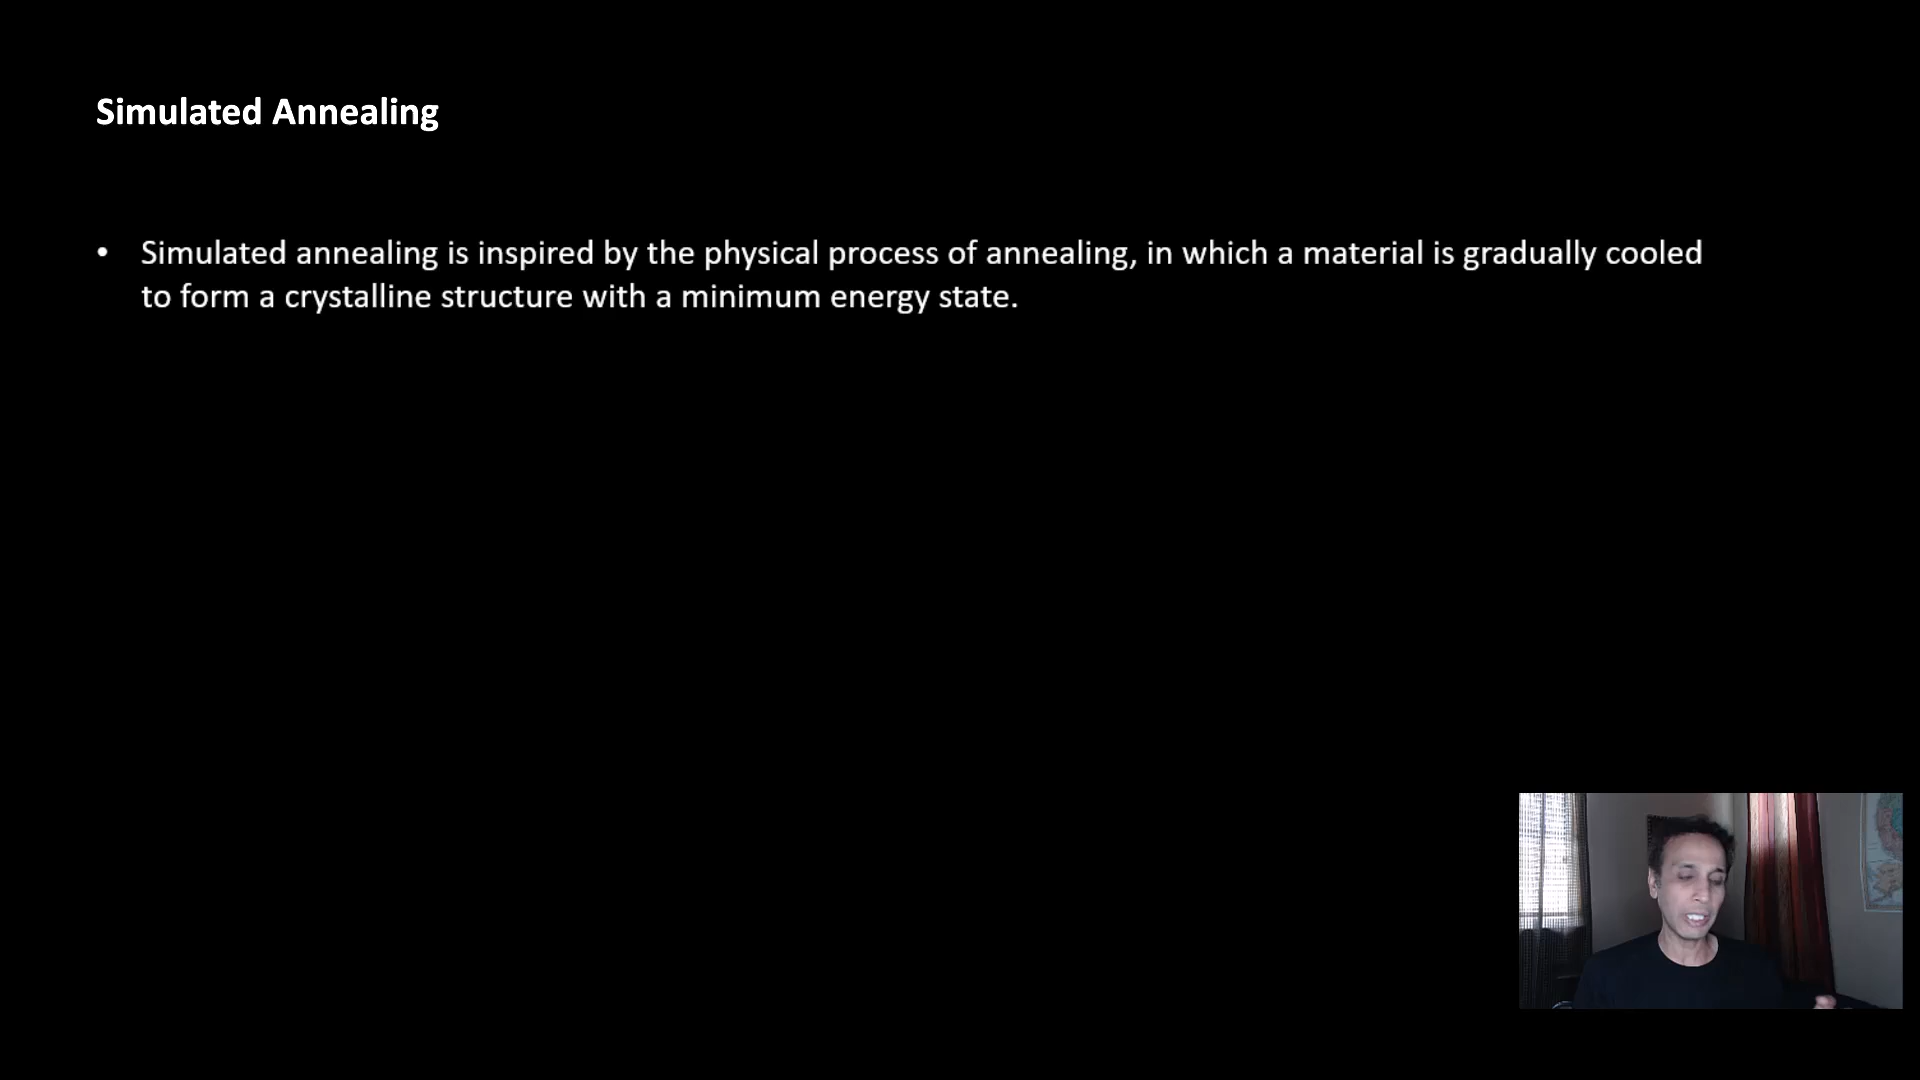 Simulated Annealing
• Simulated annealing is inspired by the physical process of annealing, in which a material is gradually cooled
to form a crystalline structure with a minimum energy state.